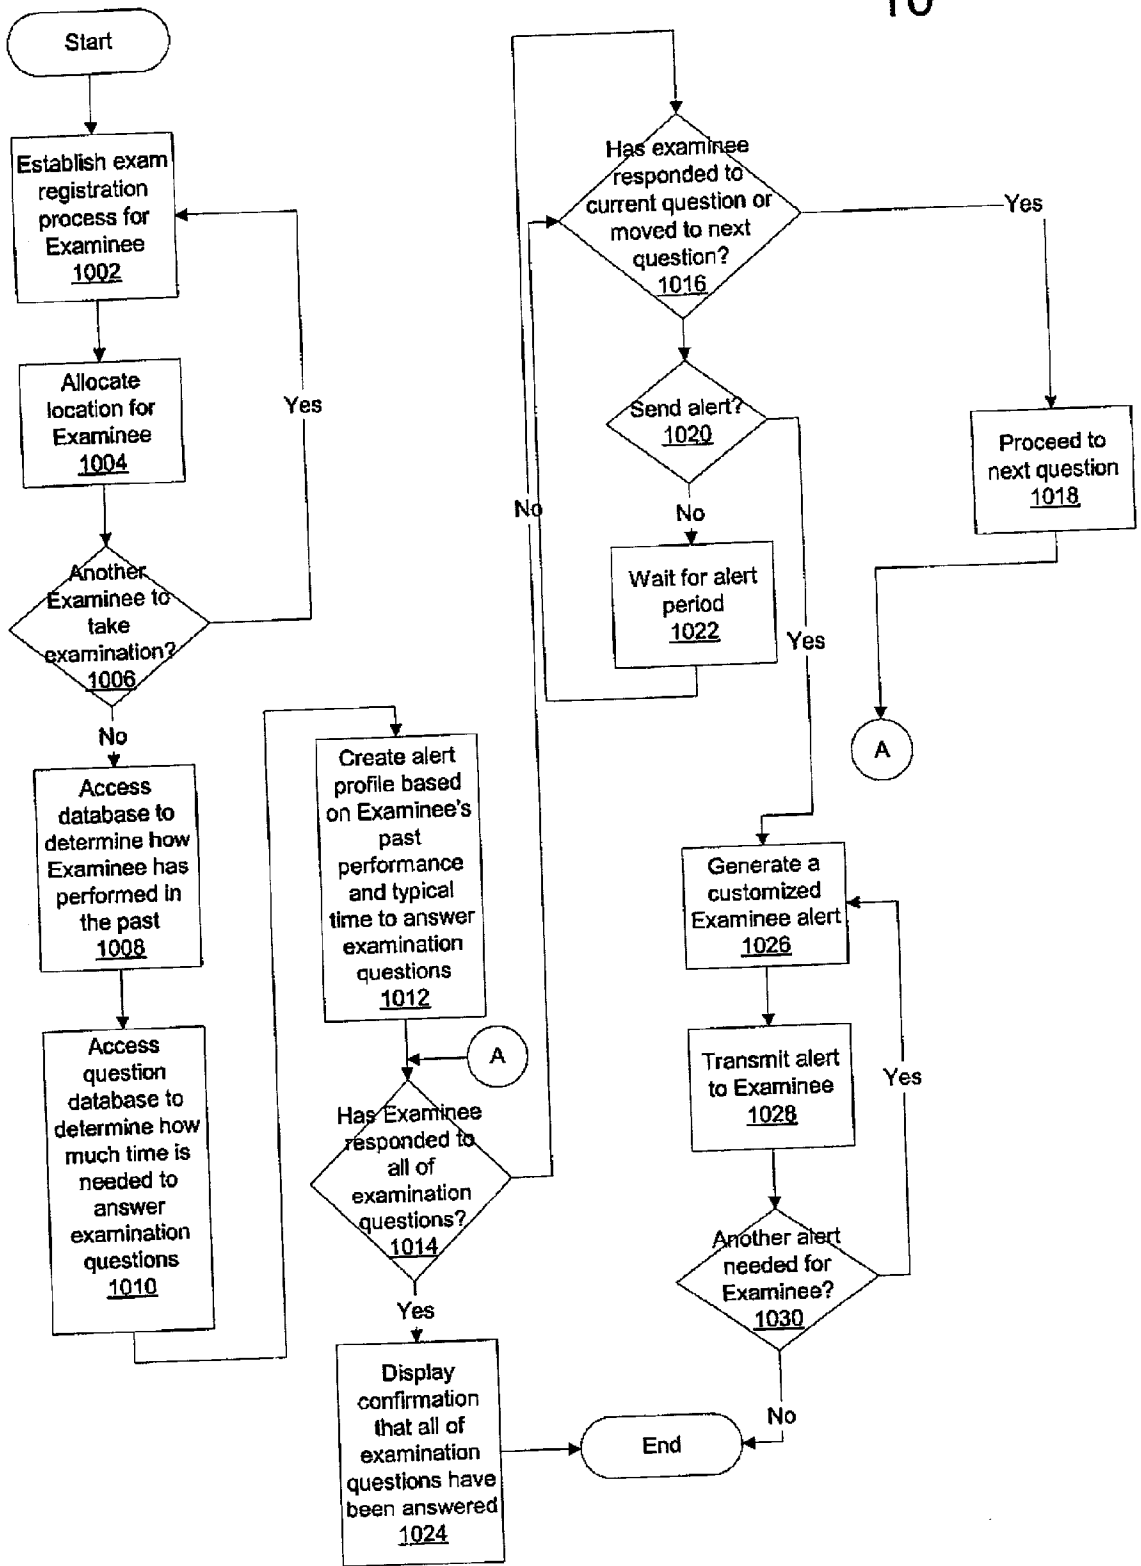 10
Start
Establish exam
registration
process for
Examinee
1002
Allocate
location for
Examinee
1004
Yes
Another
Examinee to
take
examination?
1006
No
Access
database to
determine how
Examinee has
performed in
the past
1008
Access
question
database to
determine how
much time is
needed to
answer
examination
questions
1010
Create alert
profile based
on Examinee's
past
performance
and typical
time to answer
examination
questions
1012
A
Has Examinee
responded to
all of
examination
questions?
1014
Yes
Display
confirmation
that all of
examination
questions have
been answered
1024
No
Has examinee
responded to
current question or
moved to next
question?
1016
Yes
Proceed to
next question
1018
A
Send alert?
1020
No
Wait for alert
period
1022
Yes
Generate a
customized
Examinee alert
1026
Transmit alert
to Examinee
1028
Yes
Another alert
needed for
Examinee?
1030
No
End